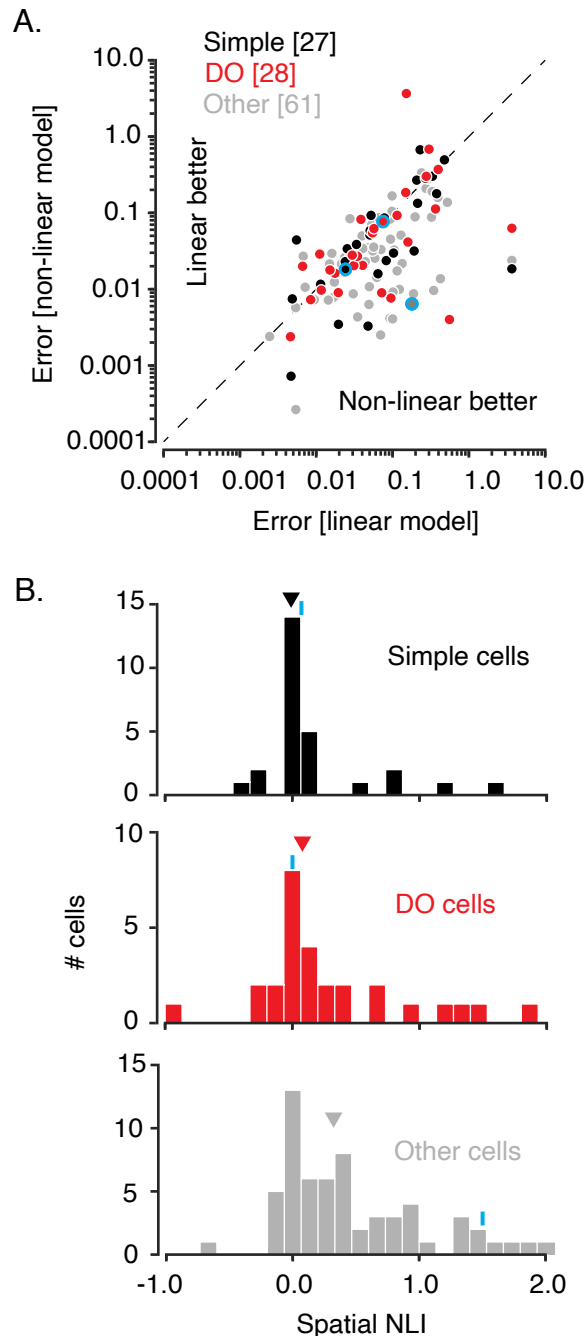 A.
Simple [27]
DO [28]
Other [61]
10.0
1.0
0.1
0.01
0.001
0.0001
Error [non-linear model]
Linear better
Non-linear better
0.0001 0.001 0.01 0.1 1.0 10.0
Error [linear model]
B.
15
10
5
0
Simple cells
10
5
0
DO cells
# cells
15
10
5
0
Other cells
-1.0 0.0 1.0 2.0
Spatial NLI